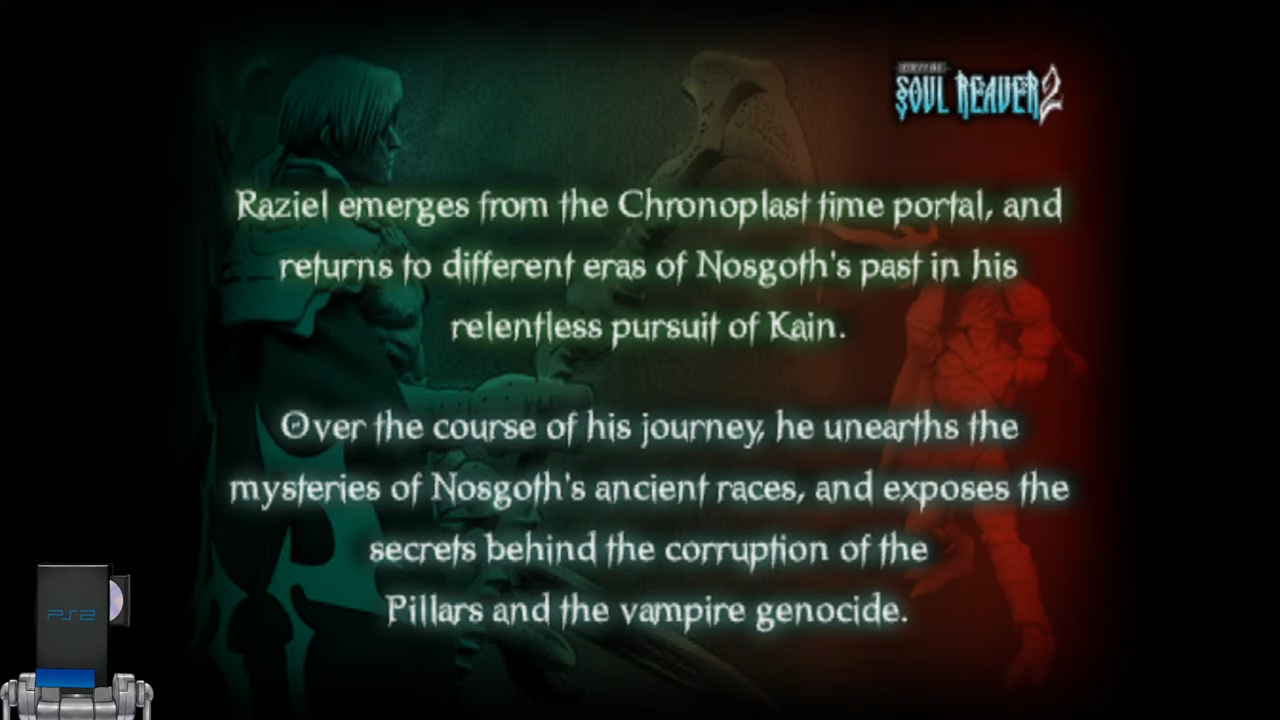 SOUL REAVER 2
Raziel emerges from the Chronoplast time portal, and
returns to different eras of Nosgoth's past in his
relentless pursuit of Kain.
Over the course of his journey, he unearths the
mysteries of Nosgoth's ancient races, and exposes the
secrets behind the corruption of the
Pillars and the vampire genocide.
PS2